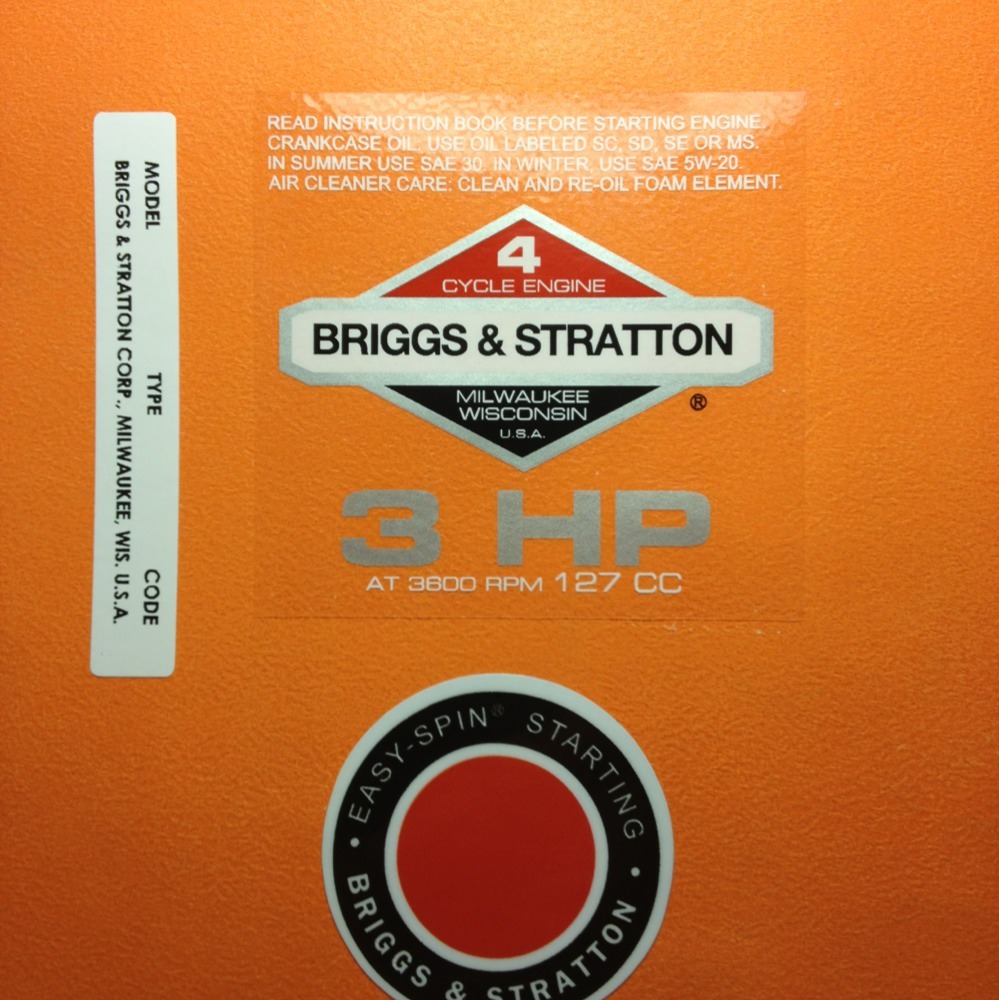 READ INSTRUCTION BOOK BEFORE STARTING ENGINE.
CRANKCASE OIL: USE OIL LABELED SC, SD, SE OR MS.
IN SUMMER USE SAE 30. IN WINTER, USE SAE 5W-20.
AIR CLEANER CARE: CLEAN AND RE-OIL FOAM ELEMENT.
4
CYCLE ENGINE
BRIGGS & STRATTON
MILWAUKEE
WISCONSIN
U.S.A.
®
3 HP
AT 3600 RPM 127 CC
MODEL TYPE CODE
BRIGGS & STRATTON CORP., MILWAUKEE, WIS. U.S.A.
• EASY-SPIN® STARTING •
BRIGGS & STRATTON